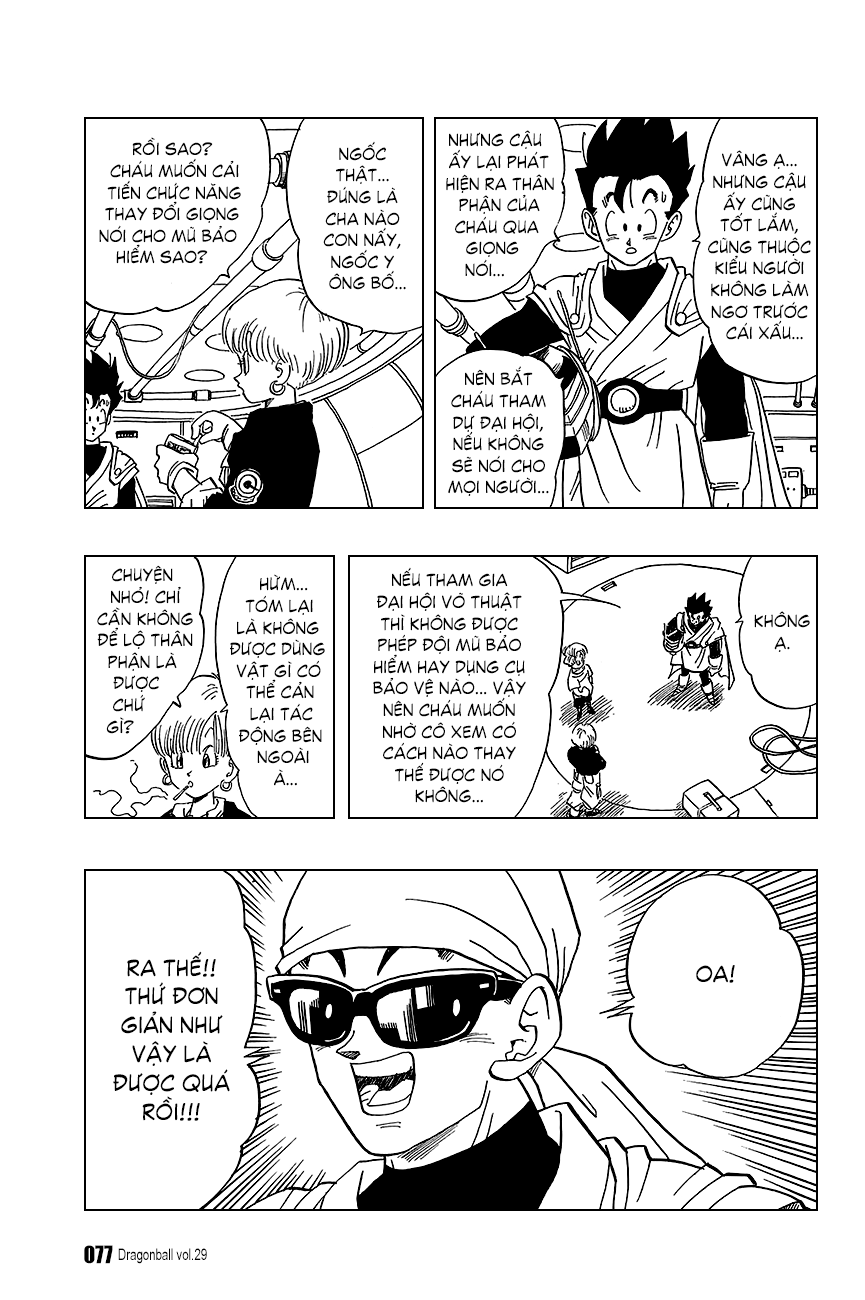 VÂNG Ạ...
NHƯNG CẬU
ẤY CŨNG
TỐT LẮM,
CŨNG THUỘC
KIỂU NGƯỜI
KHÔNG LÀM
NGƠ TRƯỚC
CÁI XẤU...
NHƯNG CẬU
ẤY LẠI PHÁT
HIỆN RA THÂN
PHẬN CỦA
CHÁU QUA
GIỌNG
NÓI...
NÊN BẮT
CHÁU THAM
DỰ ĐẠI HỘI,
NẾU KHÔNG
SẼ NÓI CHO
MỌI NGƯỜI...
NGỐC
THẬT...
ĐÚNG LÀ
CHA NÀO
CON NẤY,
NGỐC Y
ÔNG BỐ...
RỒI SAO?
CHÁU MUỐN CẢI
TIẾN CHỨC NĂNG
THAY ĐỔI GIỌNG
NÓI CHO MŨ BẢO
HIỂM SAO?
KHÔNG
Ạ.
NẾU THAM GIA
ĐẠI HỘI VÕ THUẬT
THÌ KHÔNG ĐƯỢC
PHÉP ĐỘI MŨ BẢO
HIỂM HAY DỤNG CỤ
BẢO VỆ NÀO... VẬY
NÊN CHÁU MUỐN
NHỜ CÔ XEM CÓ
CÁCH NÀO THAY
THẾ ĐƯỢC NÓ
KHÔNG...
HỪM...
TÓM LẠI
LÀ KHÔNG
ĐƯỢC DÙNG
VẬT GÌ CÓ
THỂ CẢN
LẠI TÁC
ĐỘNG BÊN
NGOÀI
À...
CHUYỆN
NHỎ! CHỈ
CẦN KHÔNG
ĐỂ LỘ THÂN
PHẬN LÀ
ĐƯỢC
CHỨ
GÌ?
OA!
RA THẾ!!
THỨ ĐƠN
GIẢN NHƯ
VẬY LÀ
ĐƯỢC QUÁ
RỒI!!!
077 Dragonball vol.29